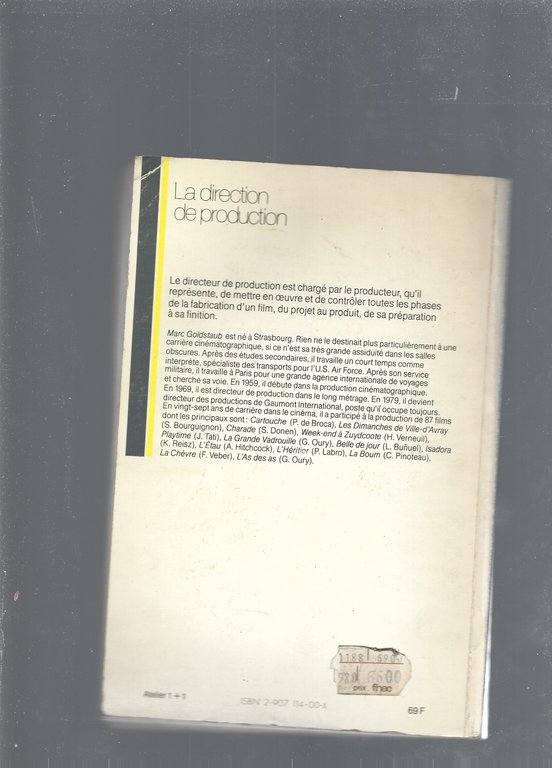 La direction
de production
Le directeur de production est chargé par le producteur, qu'il
représente, de mettre en œuvre et de contrôler toutes les phases
de la fabrication d'un film, du projet au produit, de sa préparation
à sa finition.
Marc Goldstaub est né à Strasbourg. Rien ne le destinait plus particulièrement à une
carrière cinématographique, si ce n'est sa très grande assiduité dans les salles
obscures. Après des études secondaires, il travaille un court temps comme
interprète, spécialiste des transports pour l'U.S. Air Force. Après son service
militaire, il travaille à Paris pour une grande agence internationale de voyages
et cherche sa voie. En 1959, il débute dans la production cinématographique.
En 1969, il est directeur de production dans le long métrage. En 1979, il devient
directeur des productions de Gaumont International, poste qu'il occupe toujours.
En vingt-sept ans de carrière dans le cinéma, il a participé à la production de 87 films
dont les principaux sont : Cartouche (P. de Broca), Les Dimanches de Ville-d'Avray
(S. Bourguignon), Charade (S. Donen), Week-end à Zuydcoote (H. Verneuil),
Playtime (J. Tati), La Grande Vadrouille (G. Oury), Belle de jour (L. Buñuel), Isadora
(K. Reisz), L'Étau (A. Hitchcock), L'Héritier (P. Labro), La Boum (C. Pinoteau),
La Chèvre (F. Veber), L'As des as (G. Oury).
1188 6900
6600
prix fnac
Atelier 1 + 1
ISBN 2-907 114-00-X
69 F